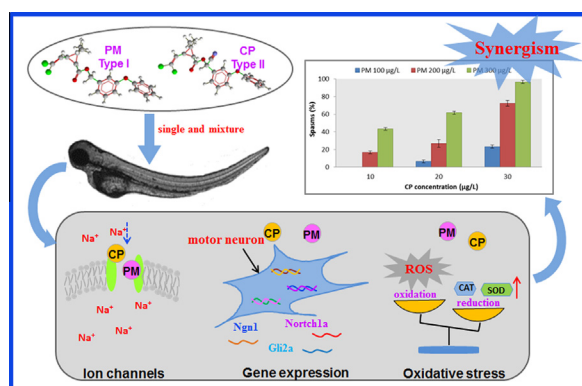 PM
Type I
CP
Type II
single and mixture
Synergism
PM 100 μg/L PM 200 μg/L PM 300 μg/L
Spasms (%)
100
80
60
40
20
0
10 20 30
CP concentration (μg/L)
Na+ Na+
Na+
CP
PM
Na+
Na+ Na+
Na+
Ion channels
CP PM
motor neuron
Ngn1 Nortch1a
Gli2a
Gene expression
PM
CP
ROS
oxidation
CAT SOD
reduction
Oxidative stress